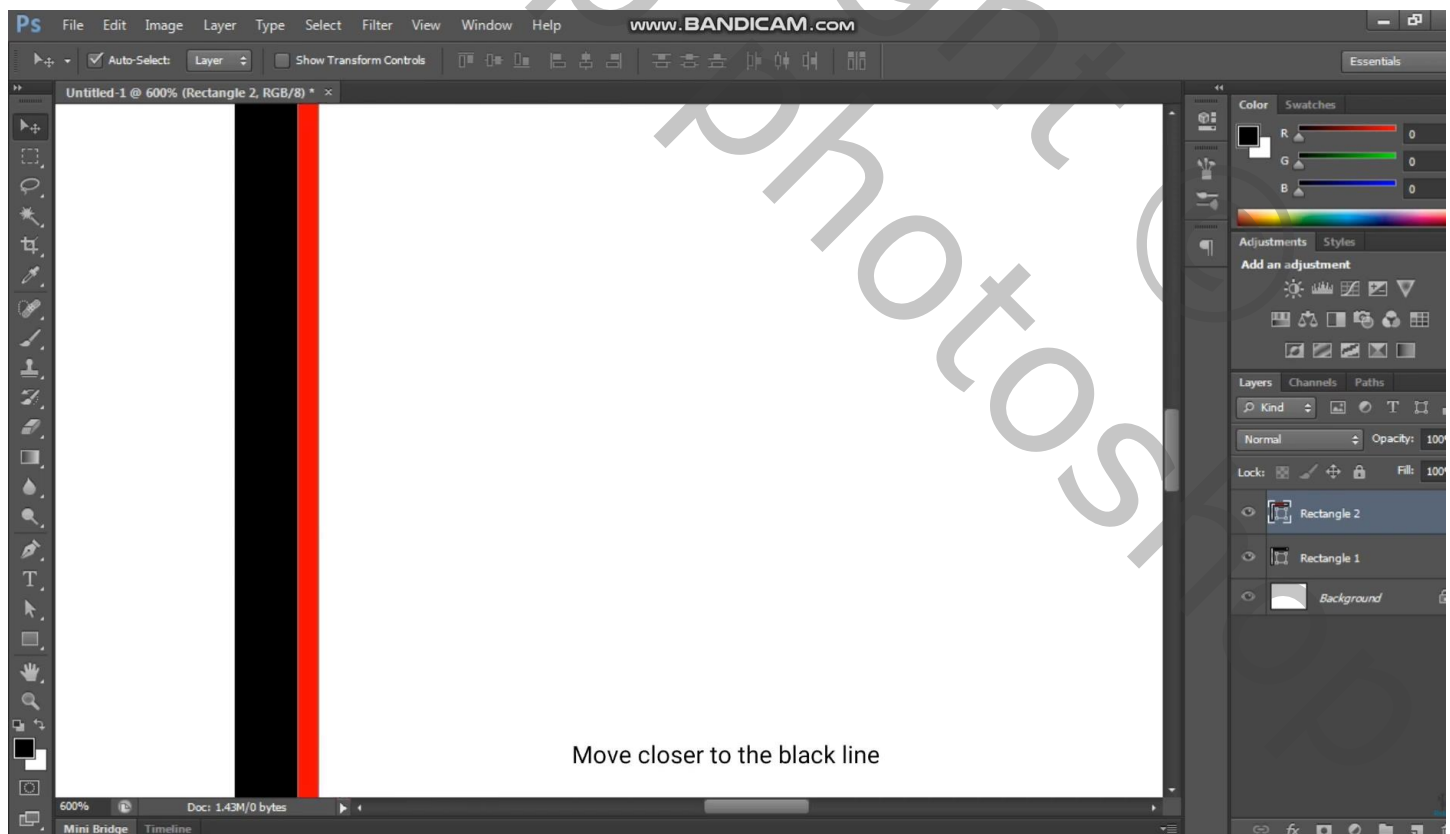 Ps File Edit Image Layer Type Select Filter View Window Help www.BANDICAM.com
Auto-Select: Layer Show Transform Controls Essentials
Untitled-1 @ 600% (Rectangle 2, RGB/8) * ×
Color Swatches
R 0
G 0
B 0
Adjustments Styles
Add an adjustment
Layers Channels Paths
Kind
Normal Opacity: 100%
Lock: Fill: 100%
Rectangle 2
Rectangle 1
Background
Move closer to the black line
600% Doc: 1.43M/0 bytes
Mini Bridge Timeline
photoshop